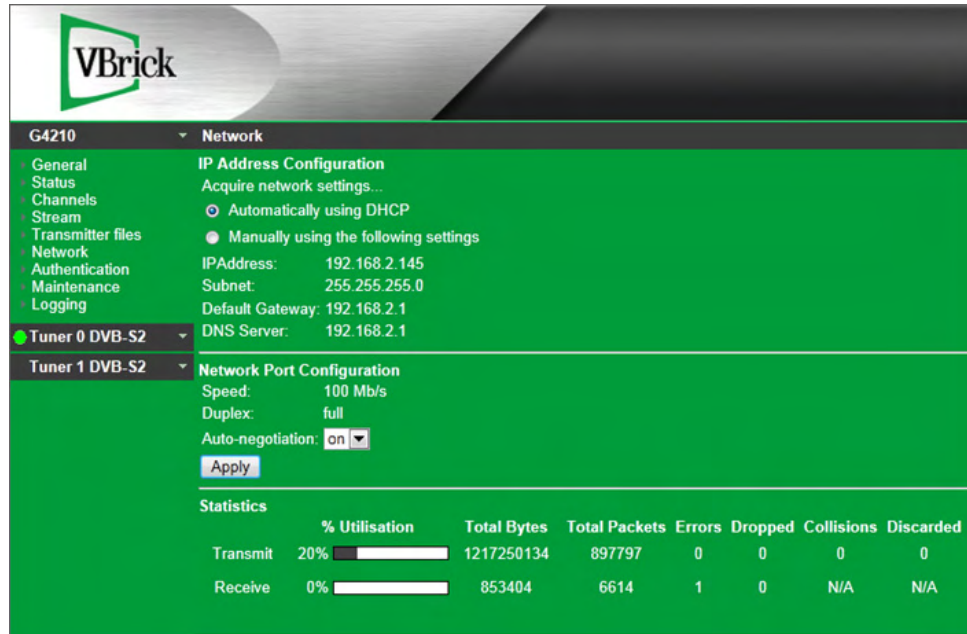 VBrick
G4210
General
Status
Channels
Stream
Transmitter files
Network
Authentication
Maintenance
Logging
Tuner 0 DVB-S2
Tuner 1 DVB-S2
Network
IP Address Configuration
Acquire network settings...
Automatically using DHCP
Manually using the following settings
IPAddress: 192.168.2.145
Subnet: 255.255.255.0
Default Gateway: 192.168.2.1
DNS Server: 192.168.2.1
Network Port Configuration
Speed: 100 Mb/s
Duplex: full
Auto-negotiation: on
Apply
Statistics
% Utilisation Total Bytes Total Packets Errors Dropped Collisions Discarded
Transmit 20% 1217250134 897797 0 0 0 0
Receive 0% 853404 6614 1 0 N/A N/A